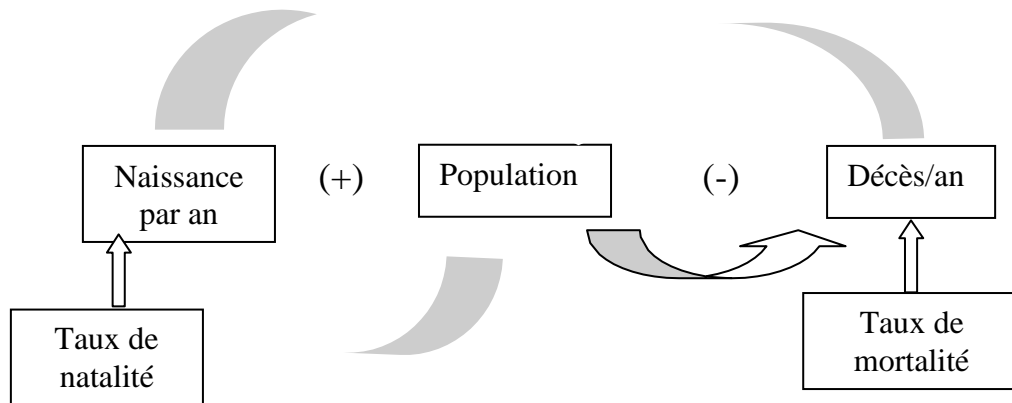 Naissance
par an
(+)
Population
(-)
Décès/an
Taux de
natalité
Taux de
mortalité